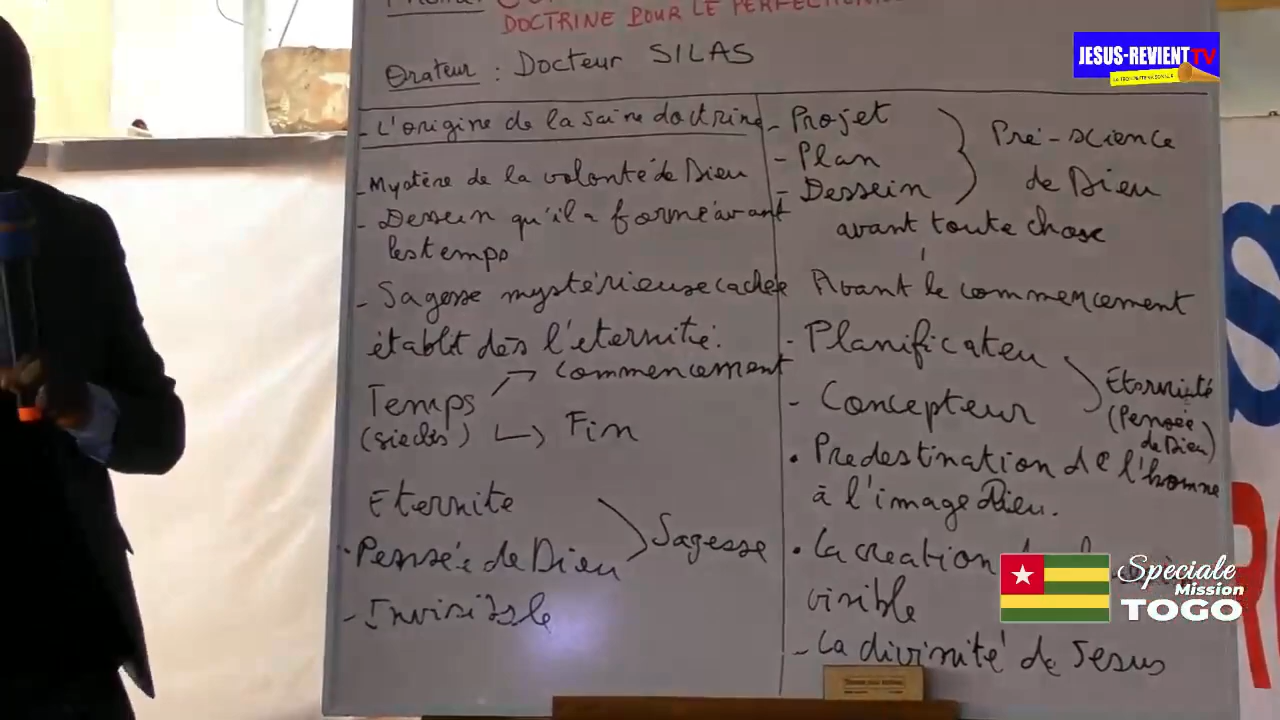 DOCTRINE POUR LE
Orateur : Docteur SILAS
- L'origine de la saine doctrine
- Mystère de la volonté de Dieu
- Dessein qu'il a formé avant
les temps
- Sagesse mystérieuse cachée
établit dès l'éternité.
Temps → commencement
(siècles) → Fin
Eternite
- Pensée de Dieu
Sagesse
- Invisible
- Projet
- Plan
- Dessein
Pré-science
de Dieu
avant toute chose
Avant le commencement
- Planificateu
- Concepteur
Eternité
(Pensée
de Dieu)
• Predestination de l'homme
à l'image Dieu.
• La creation
visible
- La divinité de Jesus
JESUS-REVIENT TV
Speciale
Mission
TOGO